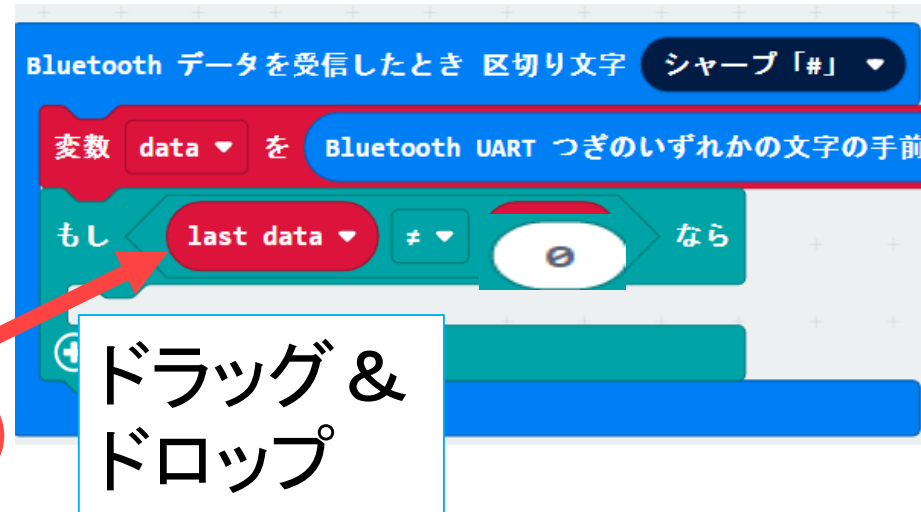 Bluetooth データを受信したとき 区切り文字 シャープ「#」
変数 data を Bluetooth UART つぎのいずれかの文字の手前
もし last data ≠ 0 なら
ドラッグ &
ドロップ